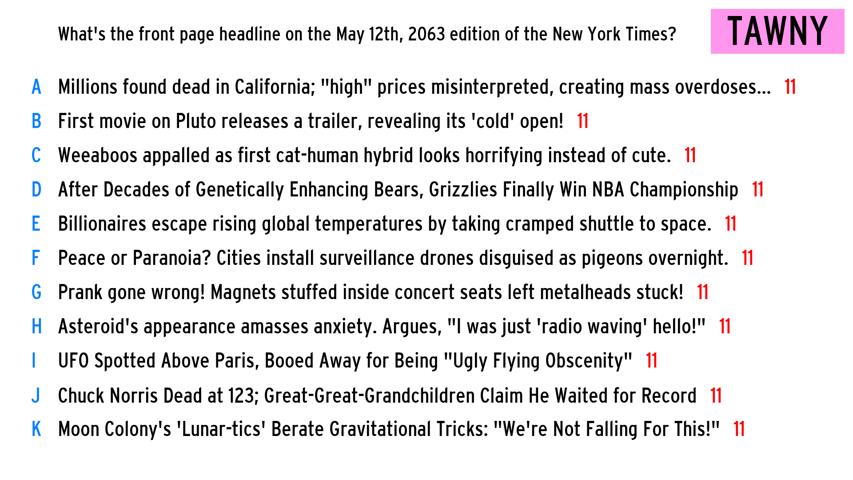 What's the front page headline on the May 12th, 2063 edition of the New York Times?
TAWNY
A Millions found dead in California; "high" prices misinterpreted, creating mass overdoses... 11
B First movie on Pluto releases a trailer, revealing its 'cold' open! 11
C Weeaboos appalled as first cat-human hybrid looks horrifying instead of cute. 11
D After Decades of Genetically Enhancing Bears, Grizzlies Finally Win NBA Championship 11
E Billionaires escape rising global temperatures by taking cramped shuttle to space. 11
F Peace or Paranoia? Cities install surveillance drones disguised as pigeons overnight. 11
G Prank gone wrong! Magnets stuffed inside concert seats left metalheads stuck! 11
H Asteroid's appearance amasses anxiety. Argues, "I was just 'radio waving' hello!" 11
I UFO Spotted Above Paris, Booed Away for Being "Ugly Flying Obscenity" 11
J Chuck Norris Dead at 123; Great-Great-Grandchildren Claim He Waited for Record 11
K Moon Colony's 'Lunar-tics' Berate Gravitational Tricks: "We're Not Falling For This!" 11